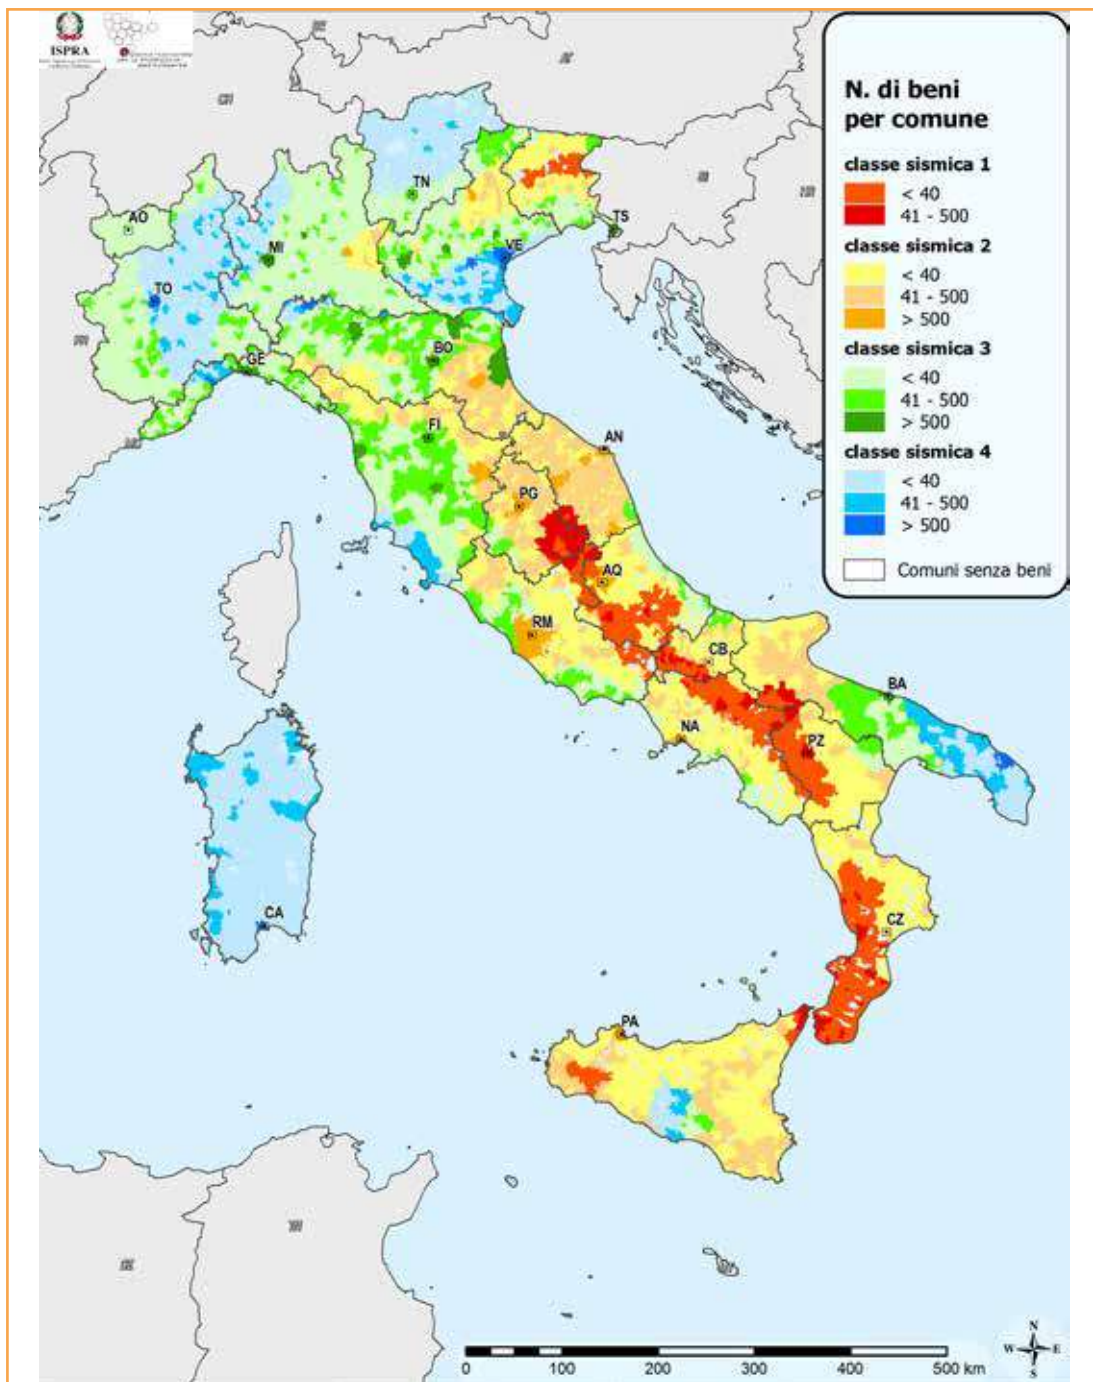 ISPRA
N. di beni
per comune
classe sismica 1
< 40
41 - 500
classe sismica 2
< 40
41 - 500
> 500
classe sismica 3
< 40
41 - 500
> 500
classe sismica 4
< 40
41 - 500
> 500
Comuni senza beni
CH
TN
AO
TS
MI
VE
TO
BO
GE
FI
AN
PG
AQ
RM
CB
BA
NA
PZ
CA
CZ
PA
N
W E
S
0 100 200 300 400 500 km